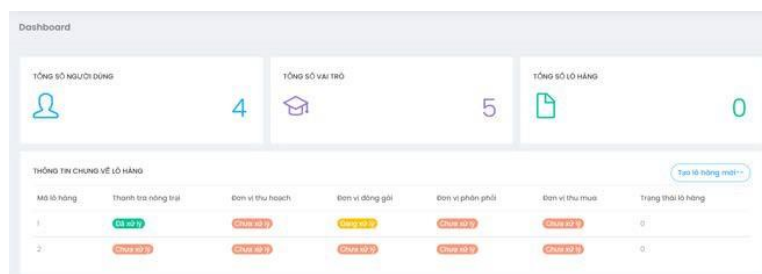 Dashboard
TỔNG SỐ NGƯỜI DÙNG
4
TỔNG SỐ VAI TRÒ
5
TỔNG SỐ LÔ HÀNG
0
THÔNG TIN CHUNG VỀ LÔ HÀNG
Tạo lô hàng mới
Mã lô hàng Thanh tra nông trại Đơn vị thu hoạch Đơn vị đóng gói Đơn vị phân phối Đơn vị thu mua Trạng thái lô hàng
1 Đã xử lý Chưa xử lý Đang xử lý Chưa xử lý Chưa xử lý 0
2 Chưa xử lý Chưa xử lý Chưa xử lý Chưa xử lý Chưa xử lý 0